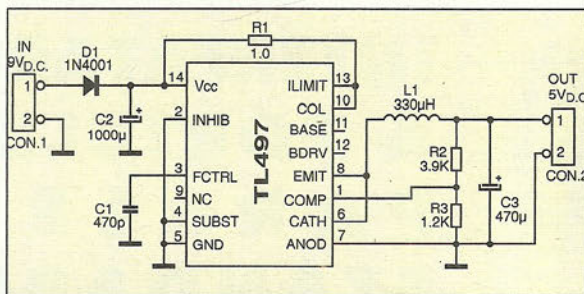 R1
1.0
IN
9VD.C.
D1
1N4001
1
2
CON.1
C2
1000µ
+
C1
470p
14
Vcc
2
INHIB
3
FCTRL
9
NC
4
SUBST
5
GND
TL497
ILIMIT
13
COL
10
BASE
11
BDRV
12
EMIT
8
COMP
1
CATH
6
ANOD
7
L1
330µH
R2
3.9K
R3
1.2K
+
C3
470µ
OUT
5VD.C.
1
2
CON.2